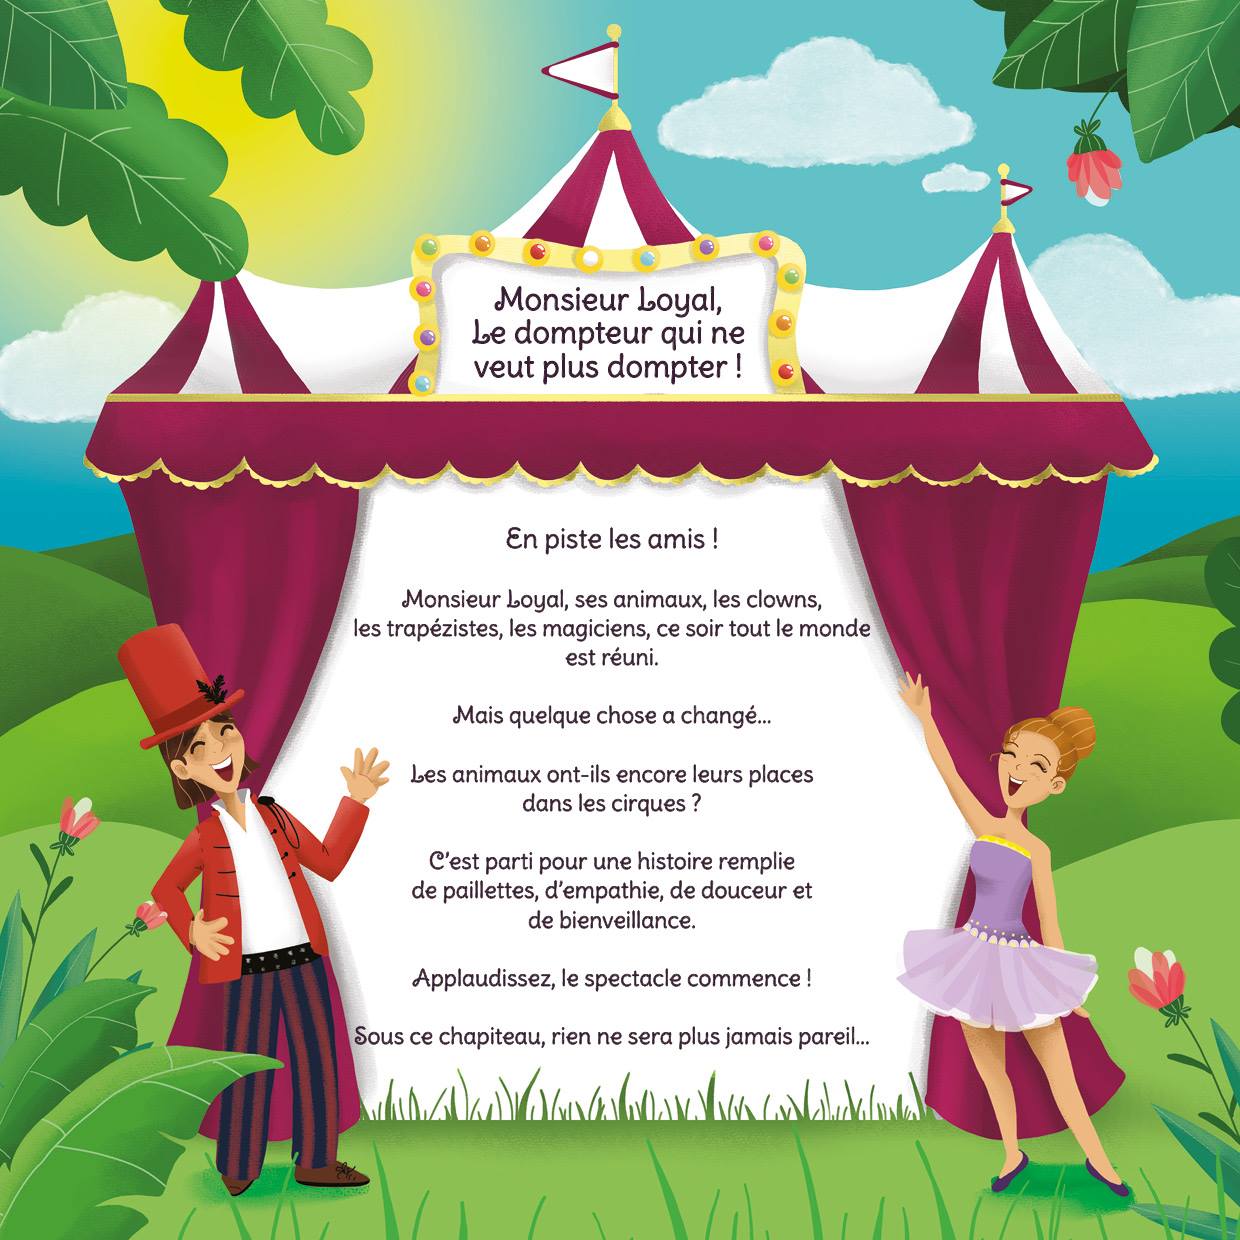 Monsieur Loyal,
Le dompteur qui ne
veut plus dompter !
En piste les amis !
Monsieur Loyal, ses animaux, les clowns,
les trapézistes, les magiciens, ce soir tout le monde
est réuni.
Mais quelque chose a changé...
Les animaux ont-ils encore leurs places
dans les cirques ?
C'est parti pour une histoire remplie
de paillettes, d'empathie, de douceur et
de bienveillance.
Applaudissez, le spectacle commence !
Sous ce chapiteau, rien ne sera plus jamais pareil...